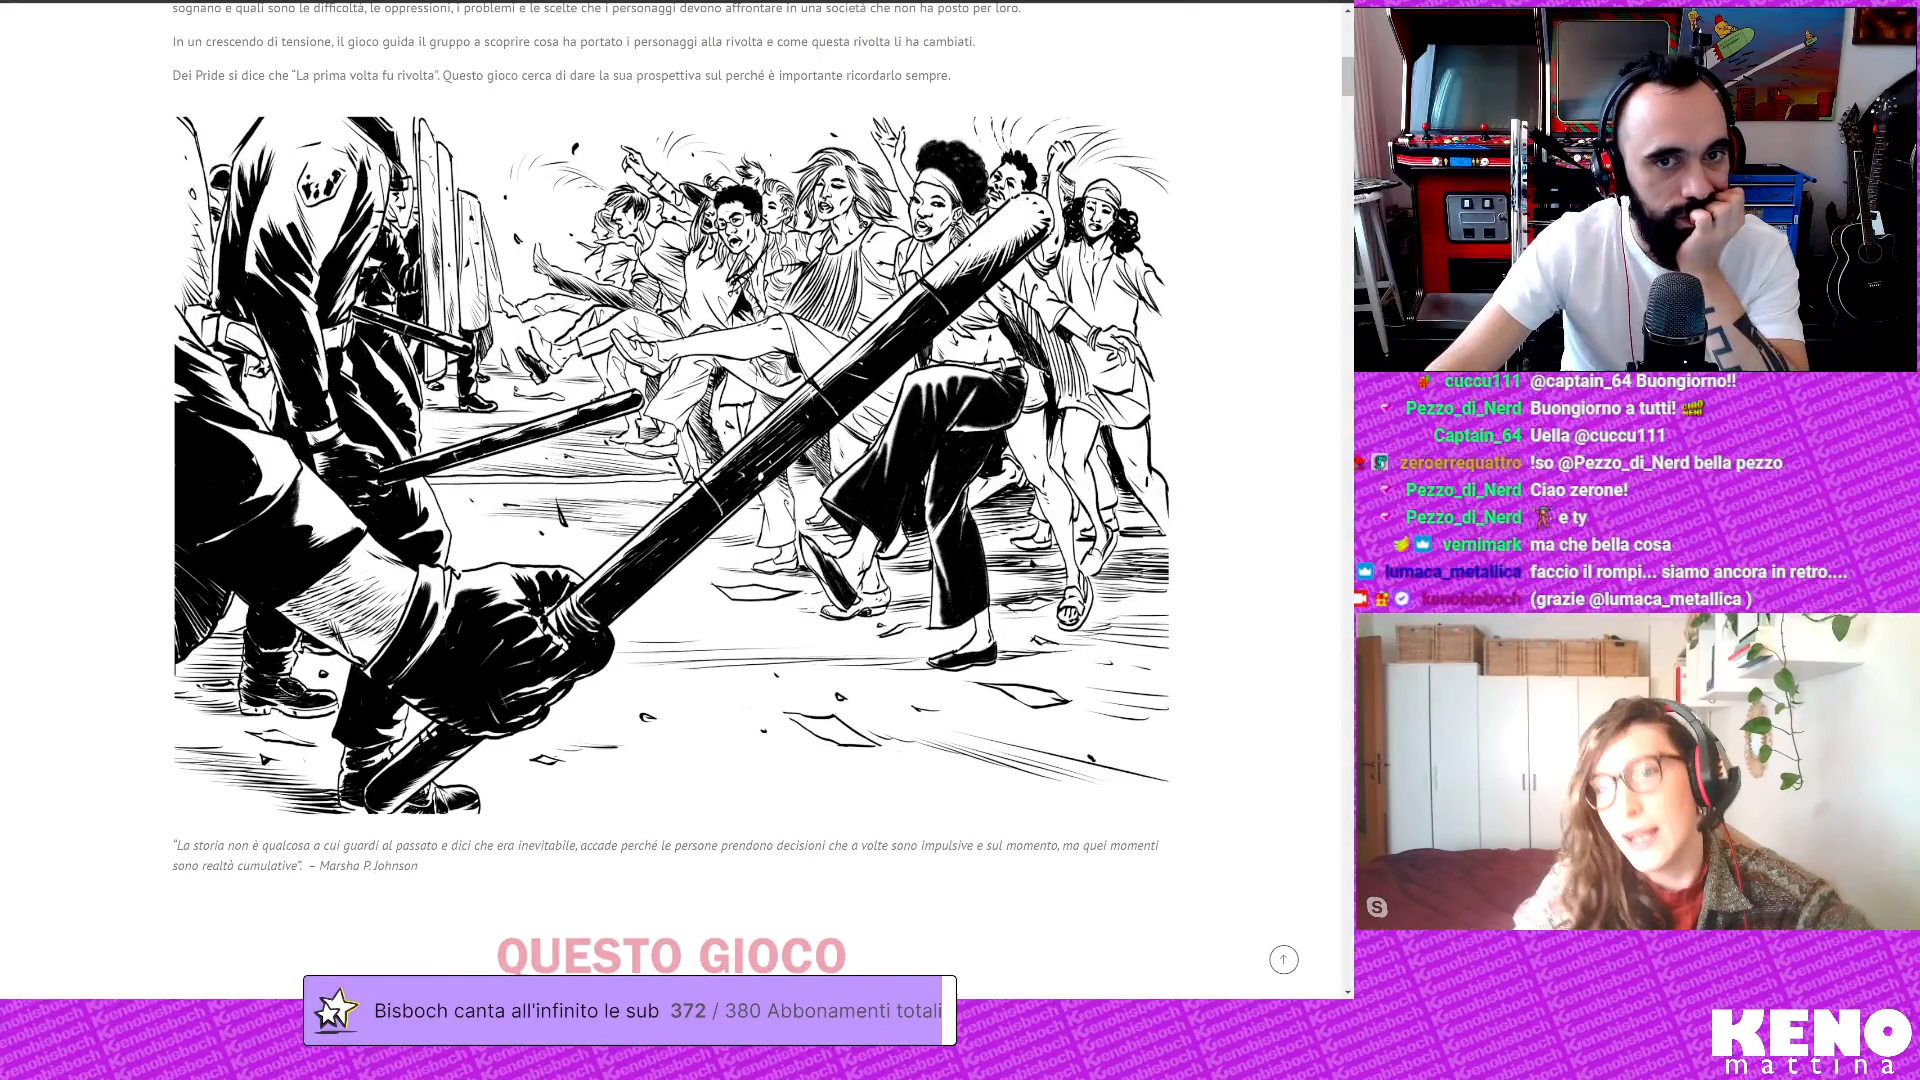 sognano e quali sono le difficoltà, le oppressioni, i problemi e le scelte che i personaggi devono affrontare in una società che non ha posto per loro.
In un crescendo di tensione, il gioco guida il gruppo a scoprire cosa ha portato i personaggi alla rivolta e come questa rivolta li ha cambiati.
Dei Pride si dice che “La prima volta fu rivolta”. Questo gioco cerca di dare la sua prospettiva sul perché è importante ricordarlo sempre.
“La storia non è qualcosa a cui guardi al passato e dici che era inevitabile, accade perché le persone prendono decisioni che a volte sono impulsive e sul momento, ma quei momenti
sono realtà cumulative”. – Marsha P. Johnson
QUESTO GIOCO
Bisboch canta all'infinito le sub 372 / 380 Abbonamenti totali
cuccu111 @captain_64 Buongiorno!!
Pezzo_di_Nerd Buongiorno a tutti!
Captain_64 Uella @cuccu111
zeroerrequattro !so @Pezzo_di_Nerd bella pezzo
Pezzo_di_Nerd Ciao zerone!
Pezzo_di_Nerd e ty
vernimark ma che bella cosa
lumaca_metallica faccio il rompi... siamo ancora in retro....
kenobisboch (grazie @lumaca_metallica )
KENO
mattina